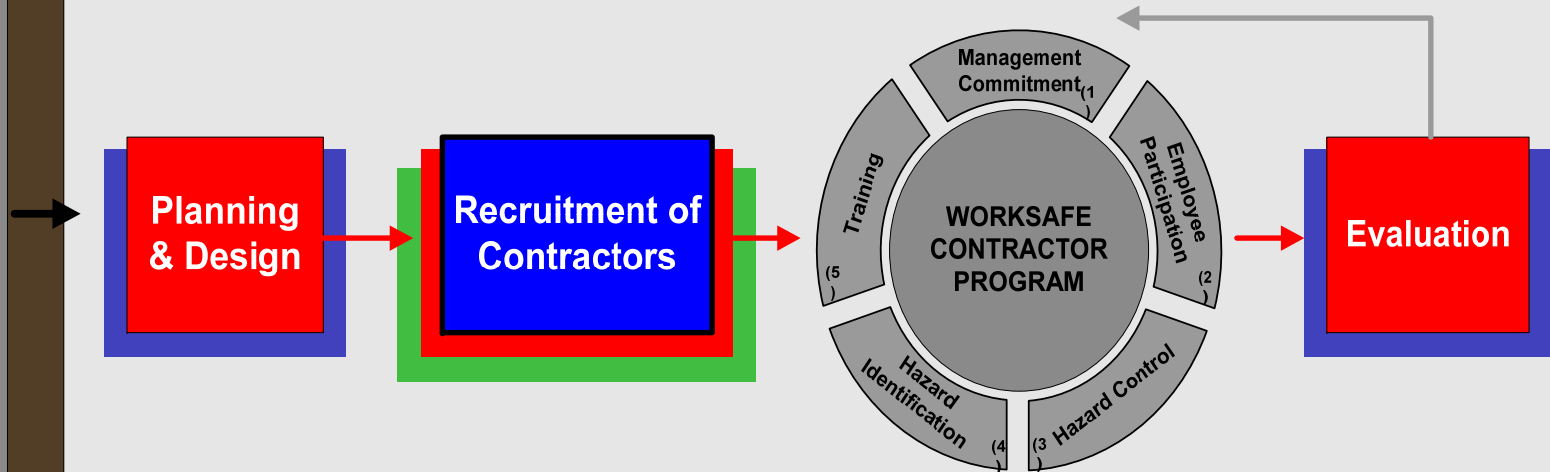 Planning
& Design
Recruitment of
Contractors
Management
Commitment
(1
)
Employee
Participation
(2
)
Hazard Control
(3
)
Hazard
Identification
(4
)
Training
(5
)
WORKSAFE
CONTRACTOR
PROGRAM
Evaluation